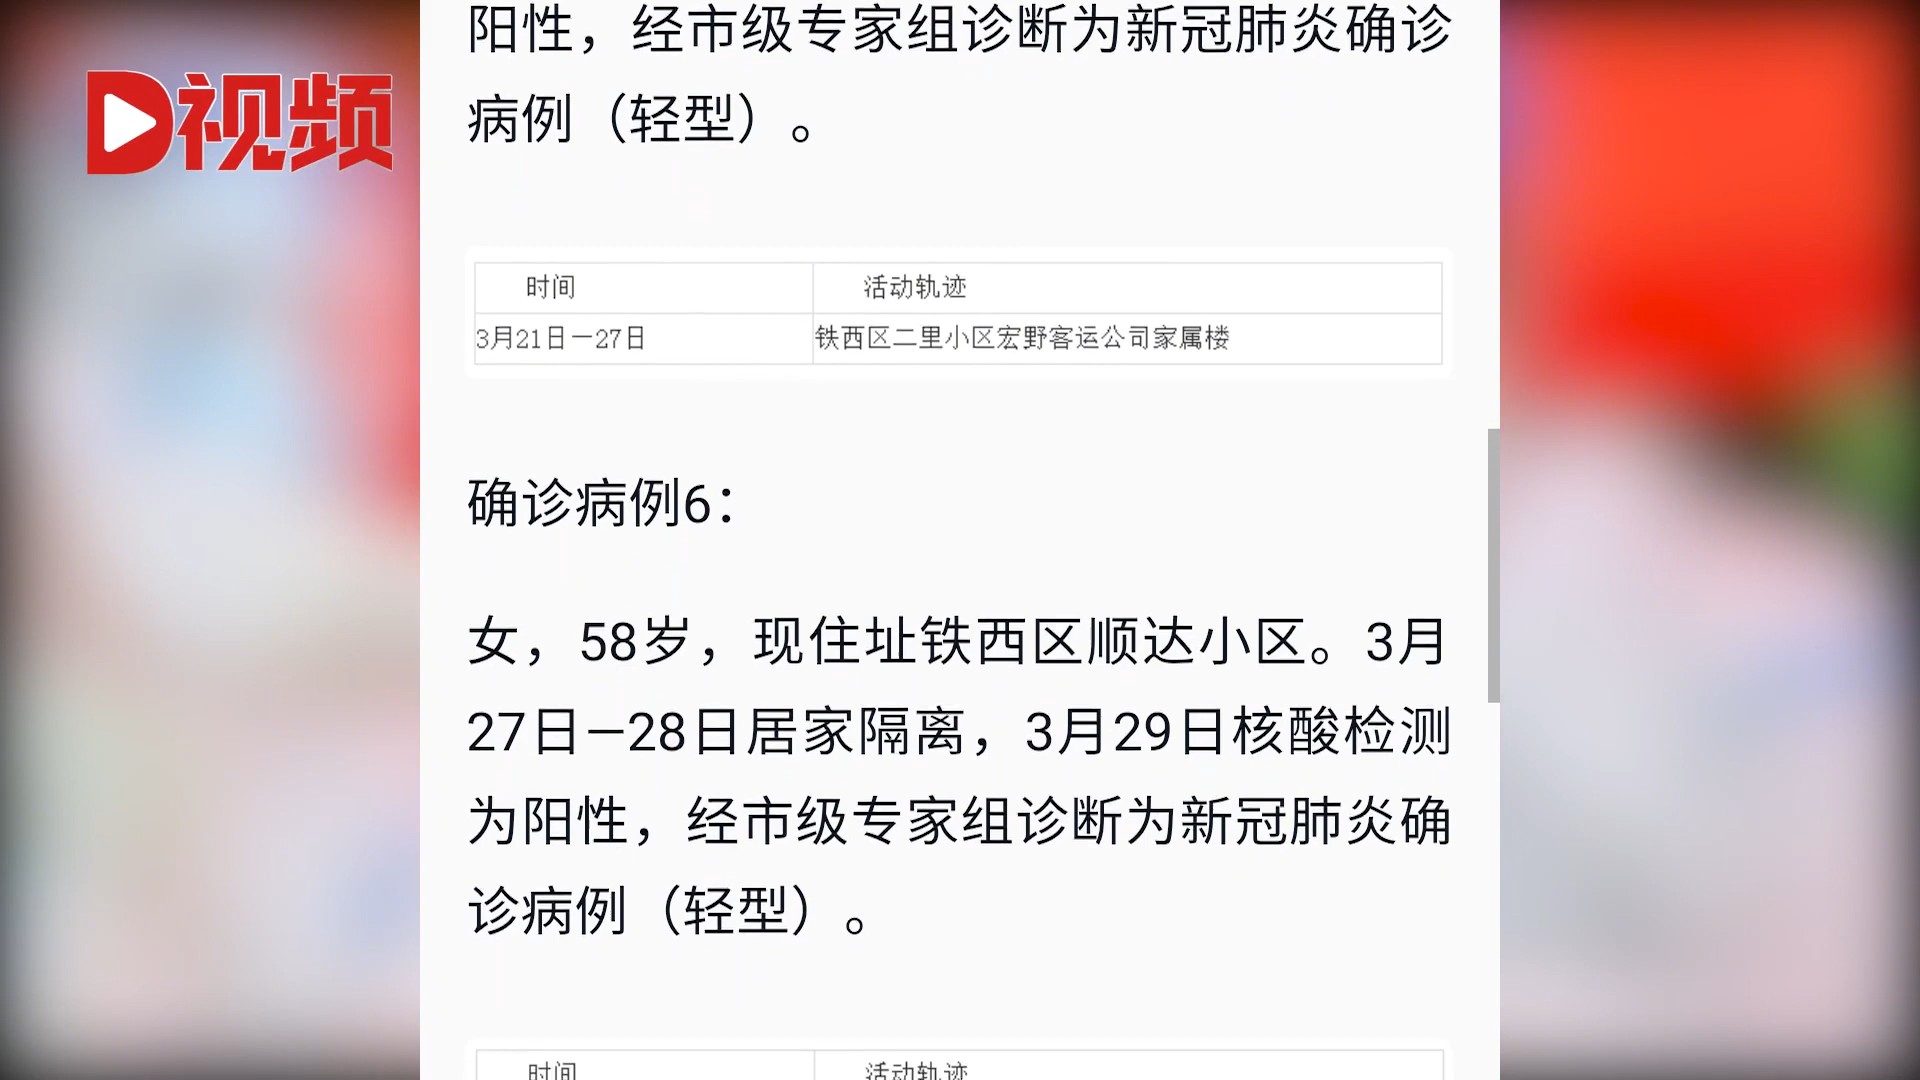 D视频
阳性，经市级专家组诊断为新冠肺炎确诊
病例（轻型）。
时间 活动轨迹
3月21日—27日 铁西区二里小区宏野客运公司家属楼
确诊病例6：
女，58岁，现住址铁西区顺达小区。3月
27日—28日居家隔离，3月29日核酸检测
为阳性，经市级专家组诊断为新冠肺炎确
诊病例（轻型）。
时间 活动轨迹